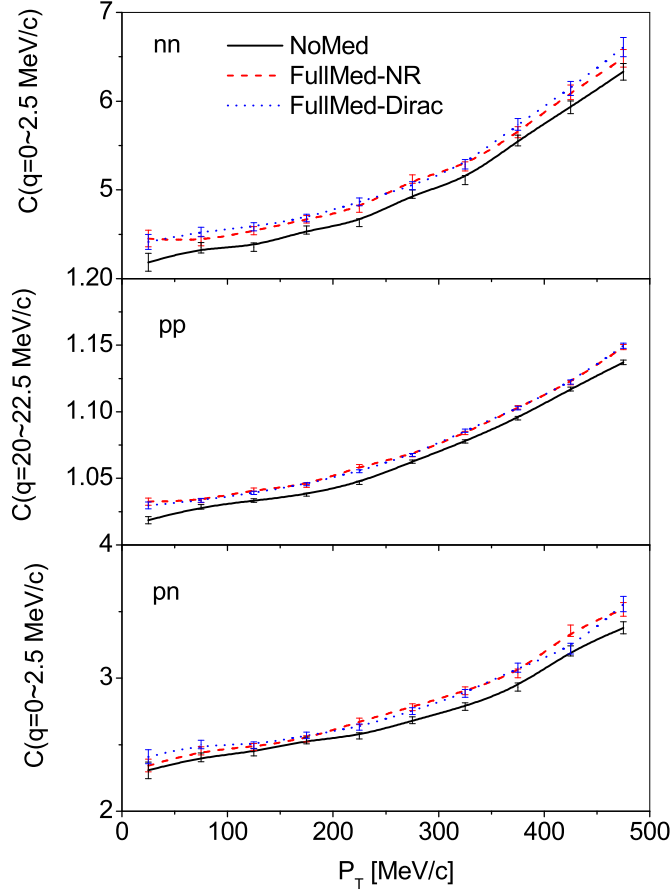 7
nn
NoMed
FullMed-NR
FullMed-Dirac
6
5
C(q=0~2.5 MeV/c)
1.20
pp
1.15
1.10
1.05
C(q=20~22.5 MeV/c)
4
pn
3
2
C(q=0~2.5 MeV/c)
0 100 200 300 400 500
P_T [MeV/c]